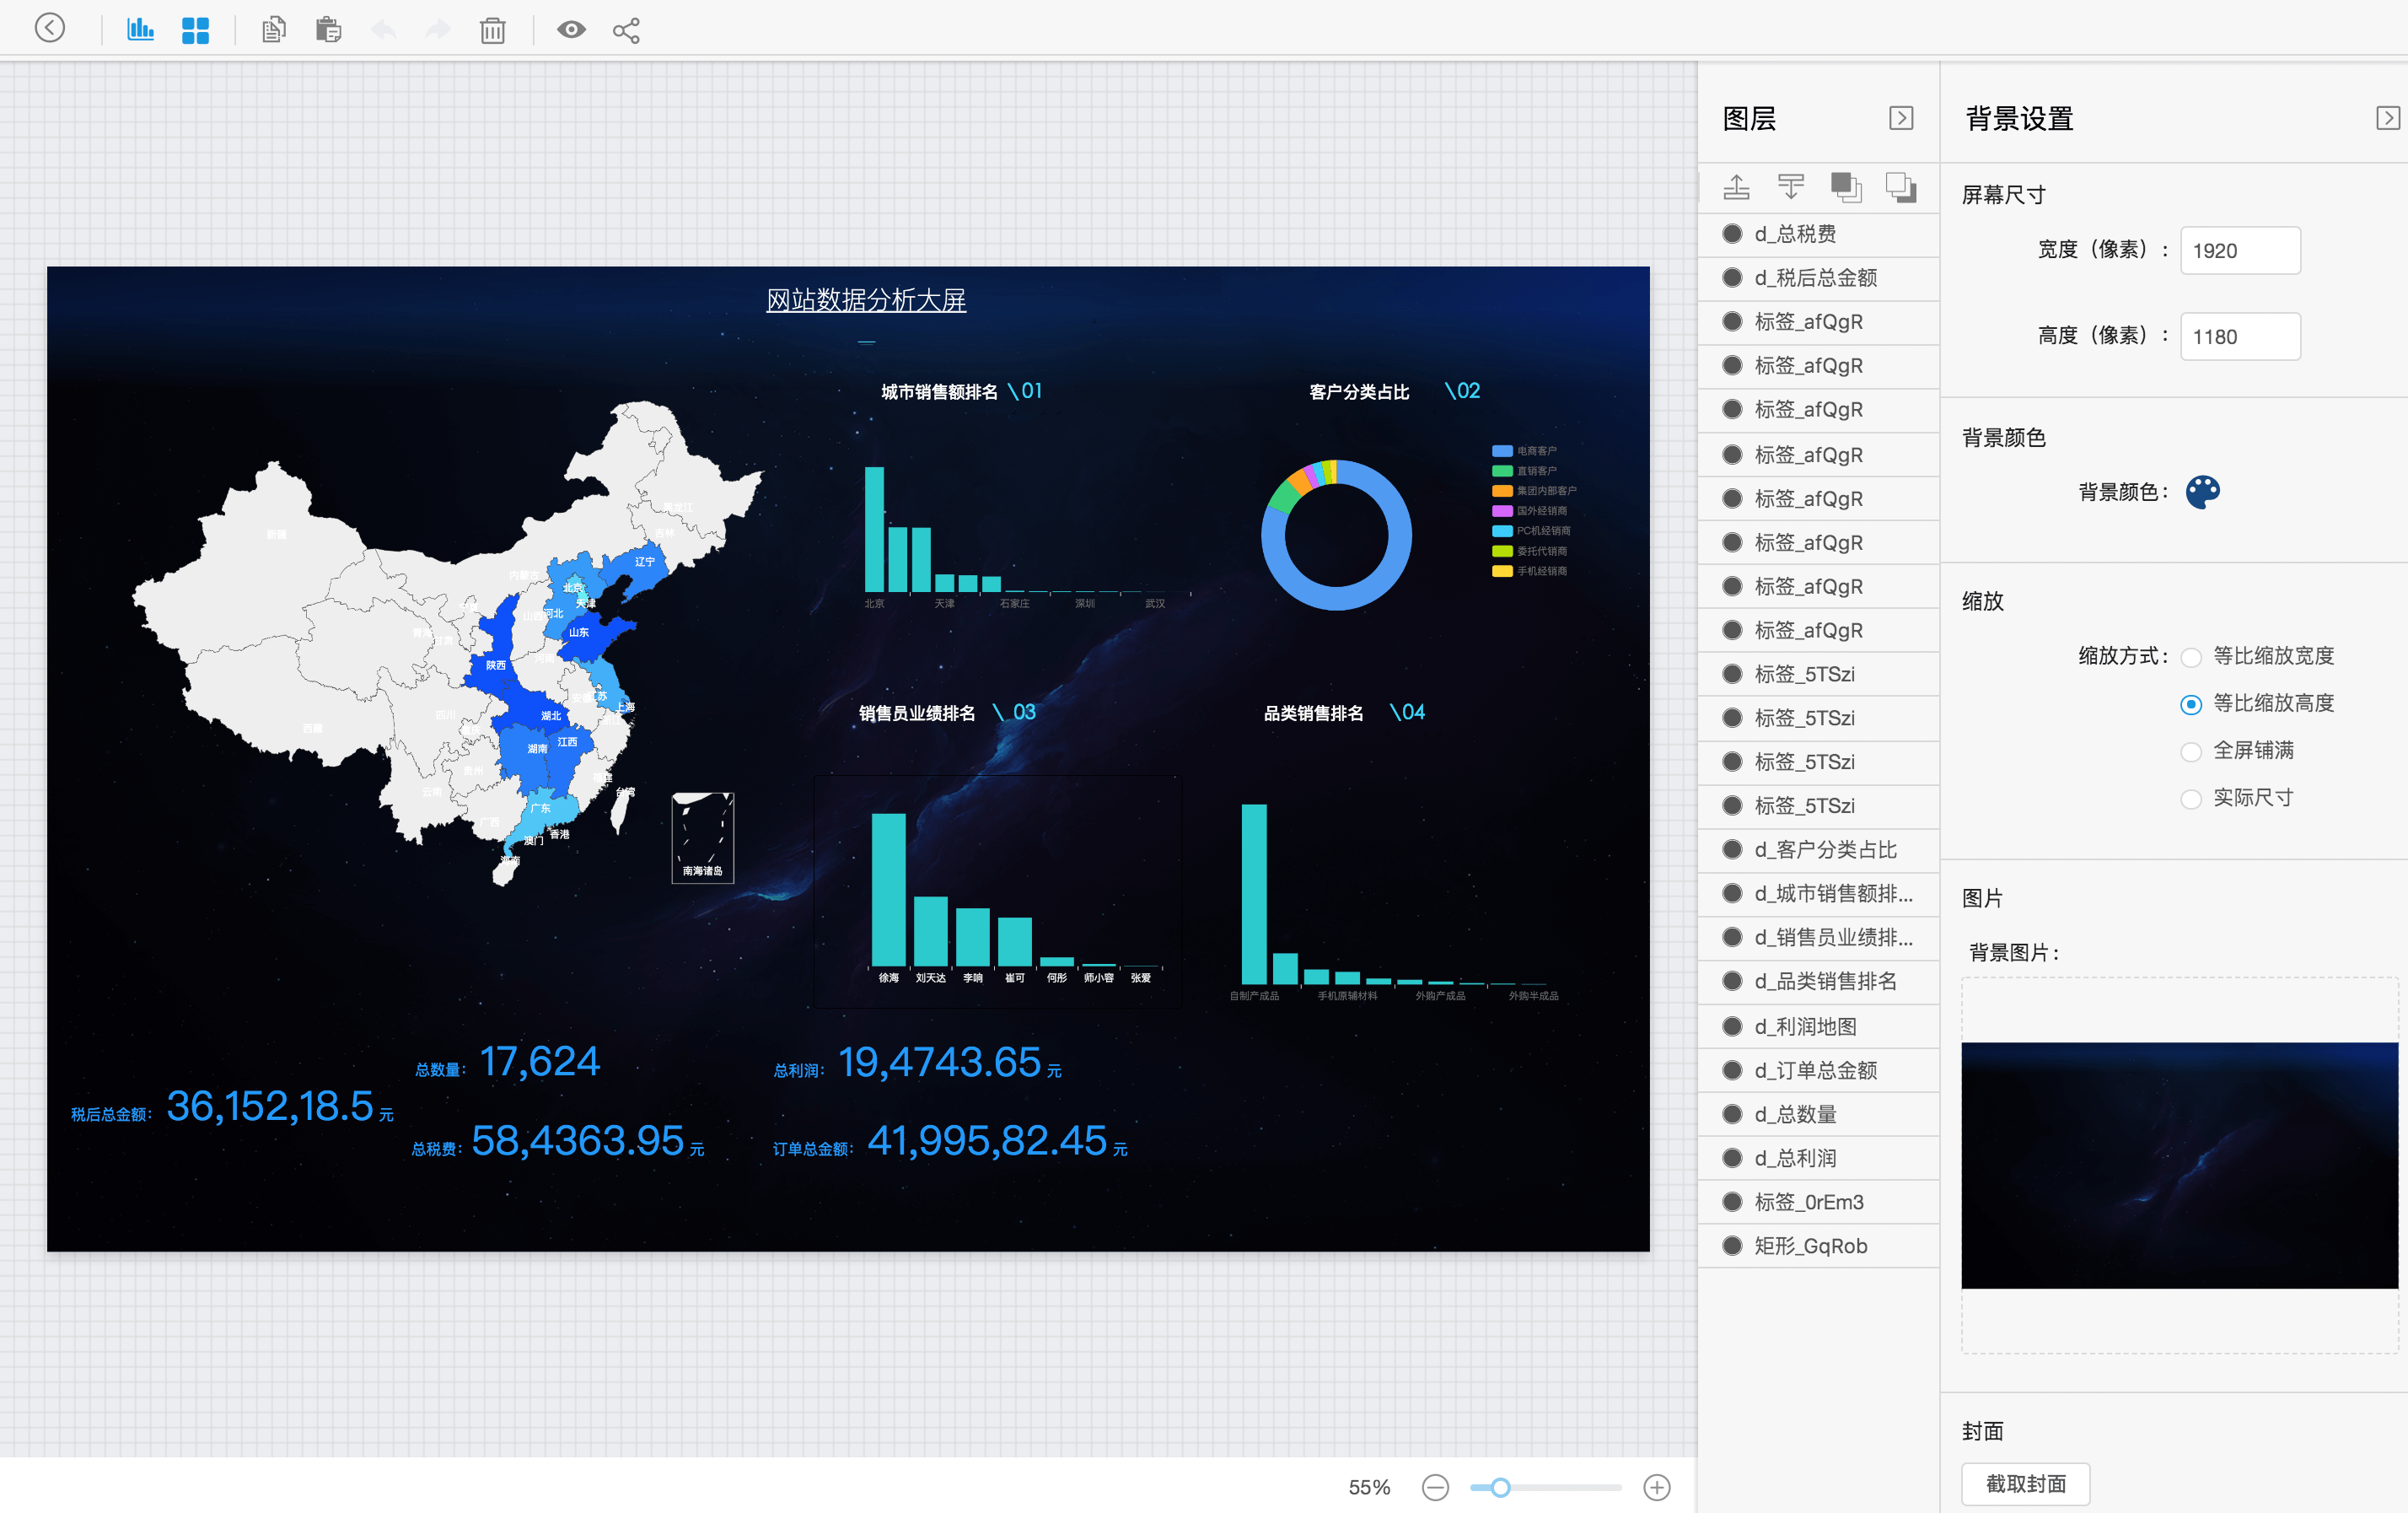 网站数据分析大屏
城市销售额排名 \01
北京 天津 石家庄 深圳 武汉
客户分类占比 \02
电商客户
直销客户
集团内部客户
国外经销商
PC机经销商
委托代销商
手机经销商
新疆
黑龙江
吉林
辽宁
内蒙古
北京
天津
河北
山西
山东
陕西
河南
江苏
安徽
上海
湖北
四川
西藏
湖南
江西
贵州
云南
福建
台湾
广东
广西
香港
澳门
海南
南海诸岛
销售员业绩排名 \ 03
徐海 刘天达 李响 崔可 何彤 师小容 张爱
品类销售排名 \04
自制产成品 手机原辅材料 外购产成品 外购半成品
税后总金额: 36,152,18.5 元
总数量: 17,624
总税费: 58,4363.95 元
总利润: 19,4743.65 元
订单总金额: 41,995,82.45 元
55%
图层
d_总税费
d_税后总金额
标签_afQgR
标签_afQgR
标签_afQgR
标签_afQgR
标签_afQgR
标签_afQgR
标签_afQgR
标签_afQgR
标签_5TSzi
标签_5TSzi
标签_5TSzi
标签_5TSzi
d_客户分类占比
d_城市销售额排...
d_销售员业绩排...
d_品类销售排名
d_利润地图
d_订单总金额
d_总数量
d_总利润
标签_0rEm3
矩形_GqRob
背景设置
屏幕尺寸
宽度（像素）: 1920
高度（像素）: 1180
背景颜色
背景颜色:
缩放
缩放方式: 等比缩放宽度
等比缩放高度
全屏铺满
实际尺寸
图片
背景图片:
封面
截取封面